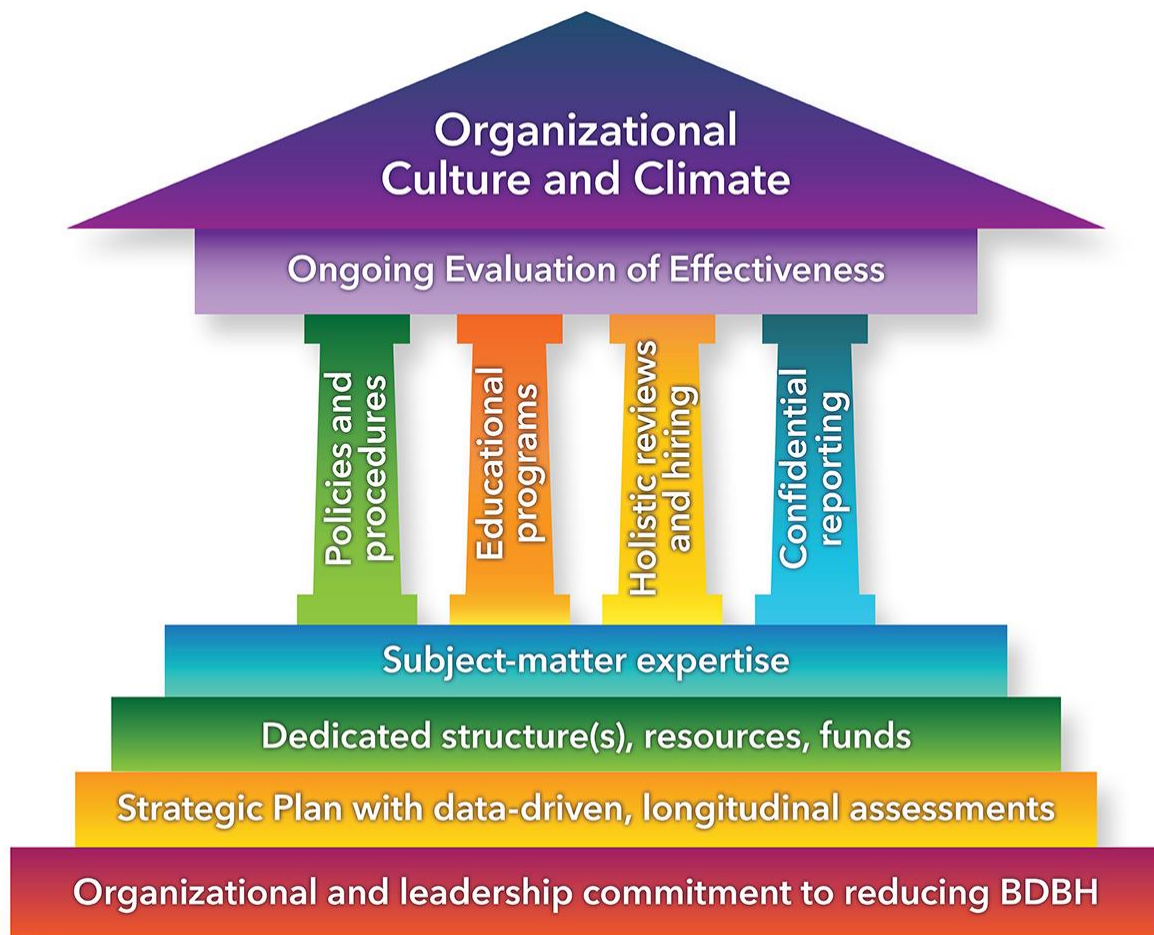 Organizational
Culture and Climate
Ongoing Evaluation of Effectiveness
Policies and
procedures
Educational
programs
Holistic reviews
and hiring
Confidential
reporting
Subject-matter expertise
Dedicated structure(s), resources, funds
Strategic Plan with data-driven, longitudinal assessments
Organizational and leadership commitment to reducing BDBH